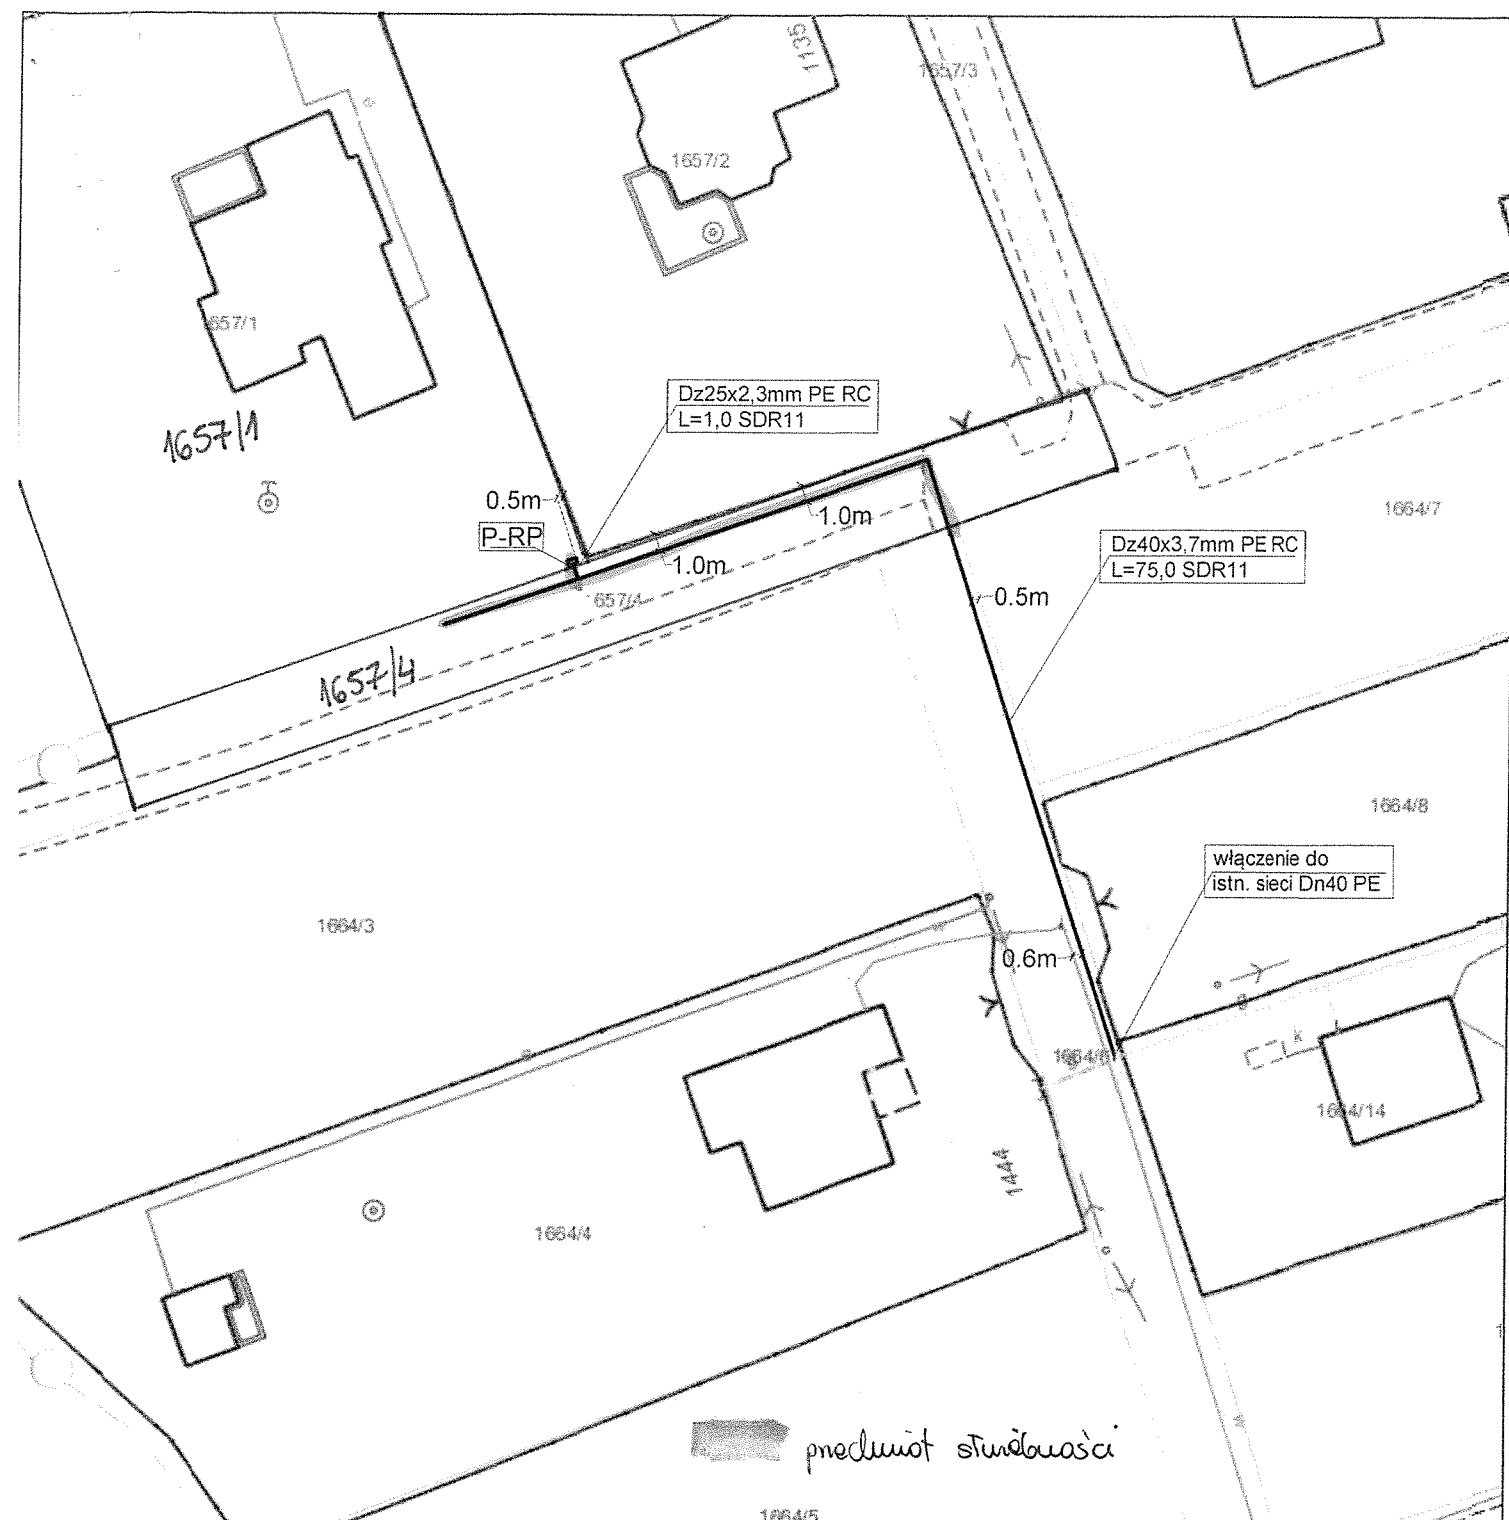 1135
1657/3
1657/2
657/1
1657/1
Dz25x2,3mm PE RC
L=1,0 SDR11
0.5m
P-RP
1.0m
1.0m
657/4
1657/4
1664/7
Dz40x3,7mm PE RC
L=75,0 SDR11
0.5m
1664/8
włączenie do
istn. sieci Dn40 PE
1664/3
0.6m
1664/6
k
1664/14
1444
1664/4
przedmiot służebności
1664/5